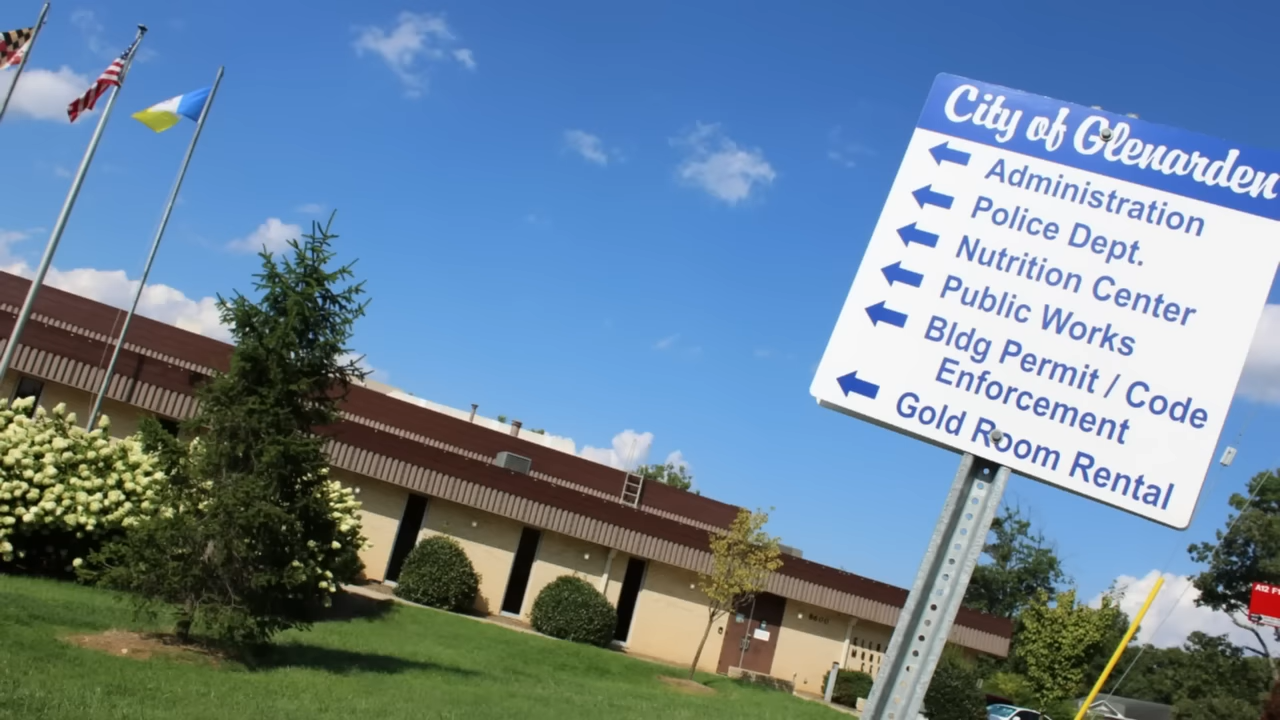 City of Glenarden
Administration
Police Dept.
Nutrition Center
Public Works
Bldg Permit / Code
Enforcement
Gold Room Rental